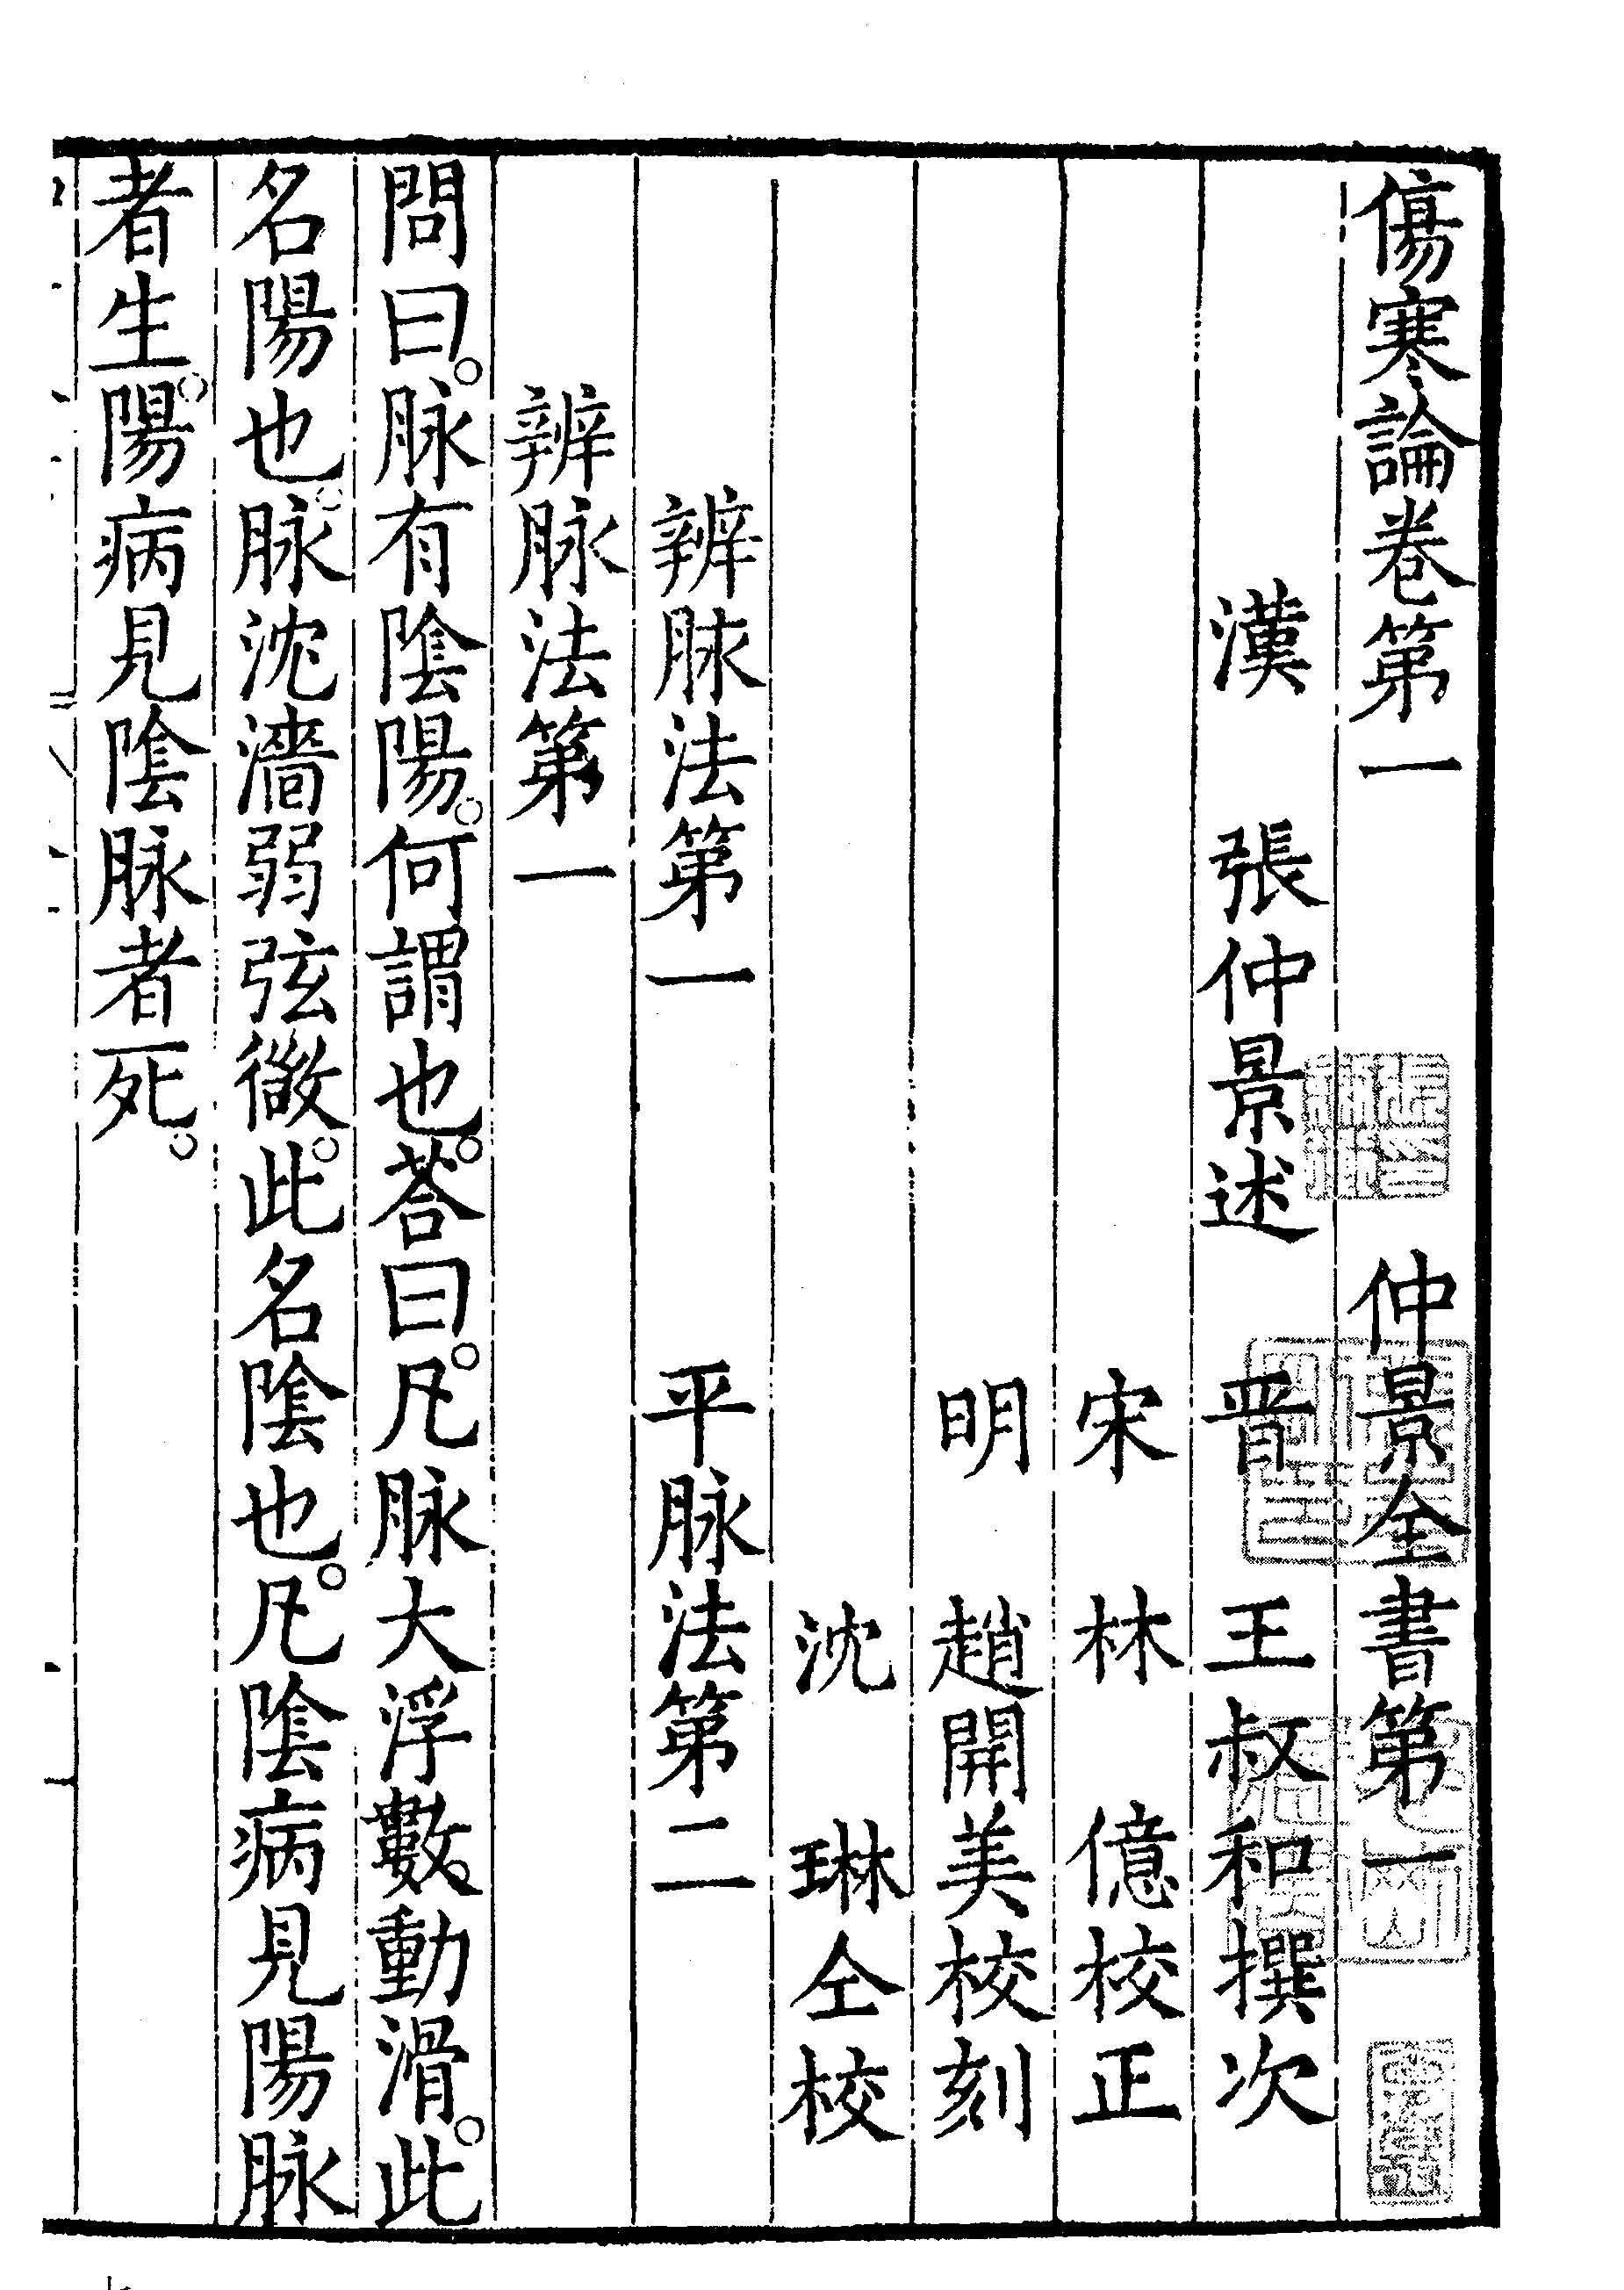 傷寒論卷第一　仲景全書第一
漢　張仲景述　晋　王叔和撰次
宋　林　億校正
明　趙開美校刻
沈　琳仝校
辨脉法第一　平脉法第二
辨脉法第一
問曰。脉有陰陽。何謂也。荅曰。凡脉大浮數動滑。此
名陽也。脉沈濇弱弦微。此名陰也。凡陰病見陽脉
者生。陽病見陰脉者死。